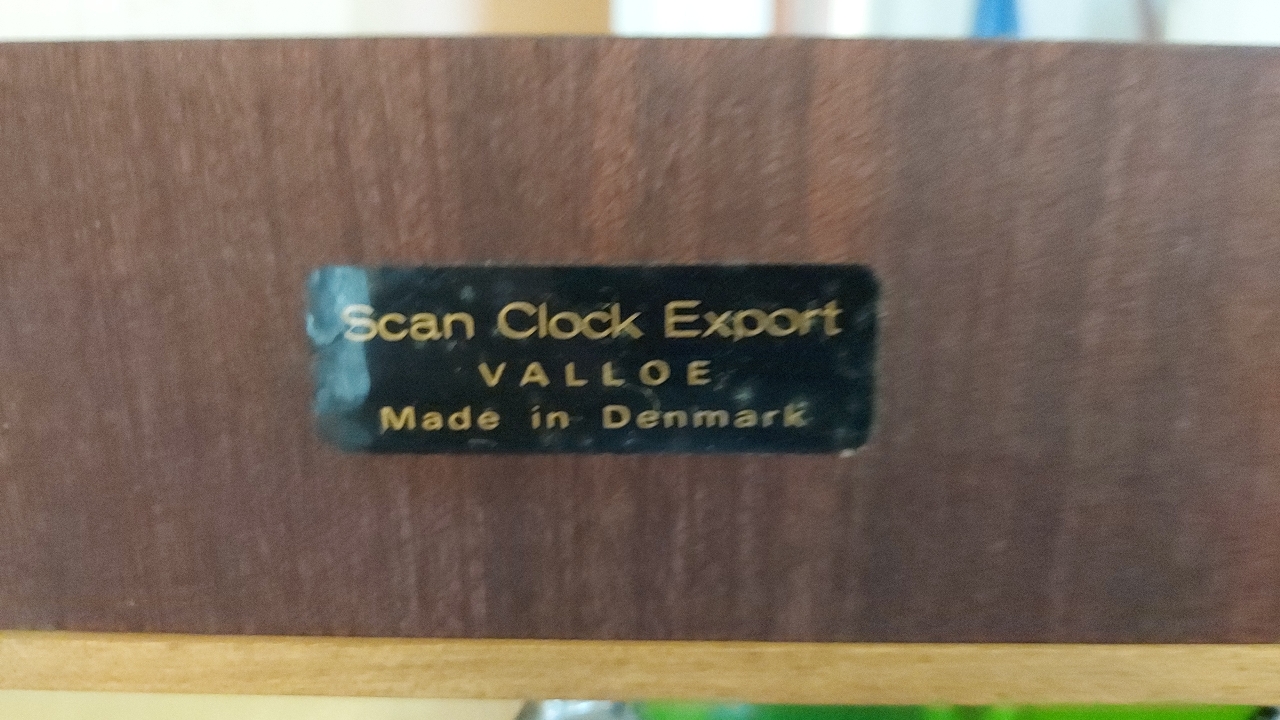 Scan Clock Export
VALLOE
Made in Denmark